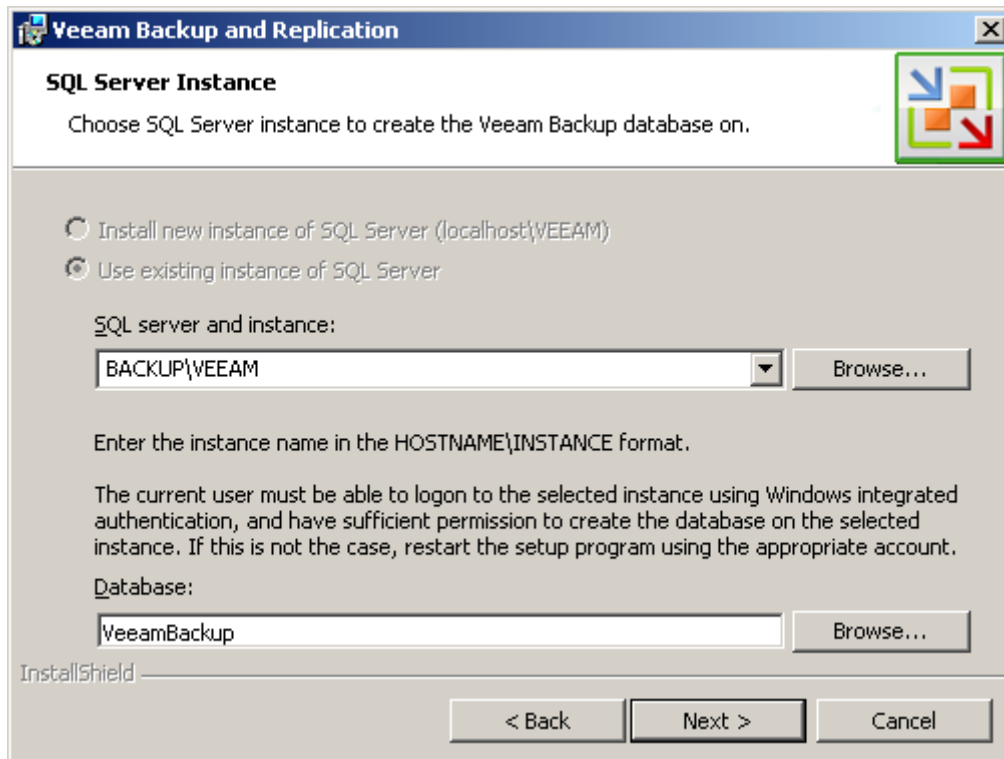 Veeam Backup and Replication
SQL Server Instance
Choose SQL Server instance to create the Veeam Backup database on.
Install new instance of SQL Server (localhost\VEEAM)
Use existing instance of SQL Server
SQL server and instance:
BACKUP\VEEAM
Browse...
Enter the instance name in the HOSTNAME\INSTANCE format.
The current user must be able to logon to the selected instance using Windows integrated
authentication, and have sufficient permission to create the database on the selected
instance. If this is not the case, restart the setup program using the appropriate account.
Database:
VeeamBackup
Browse...
InstallShield
< Back
Next >
Cancel